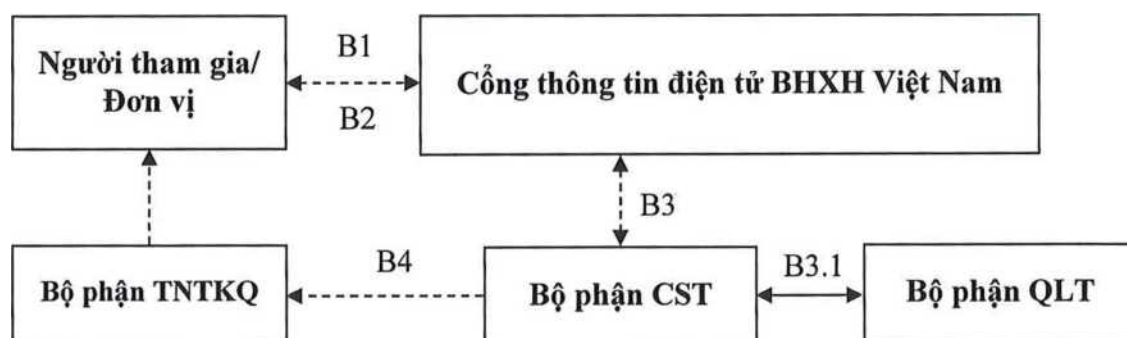 Người tham gia/
Đơn vị
B1
B2
Cổng thông tin điện tử BHXH Việt Nam
B3
Bộ phận TNTKQ
B4
Bộ phận CST
B3.1
Bộ phận QLT